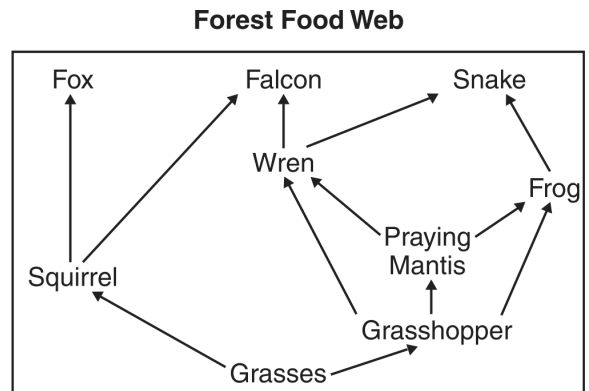 Forest Food Web
Fox
Falcon
Snake
Wren
Frog
Praying
Mantis
Squirrel
Grasshopper
Grasses